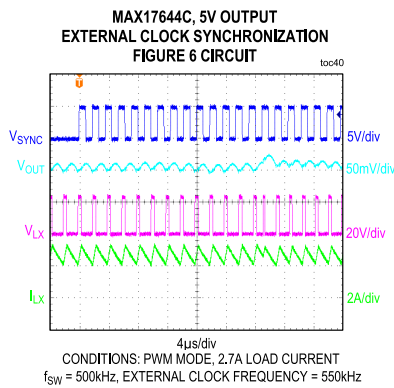 MAX17644C, 5V OUTPUT
EXTERNAL CLOCK SYNCHRONIZATION
FIGURE 6 CIRCUIT
toc40
T
VSYNC 5V/div
VOUT 50mV/div
VLX 20V/div
ILX 2A/div
4µs/div
CONDITIONS: PWM MODE, 2.7A LOAD CURRENT
fSW = 500kHz, EXTERNAL CLOCK FREQUENCY = 550kHz